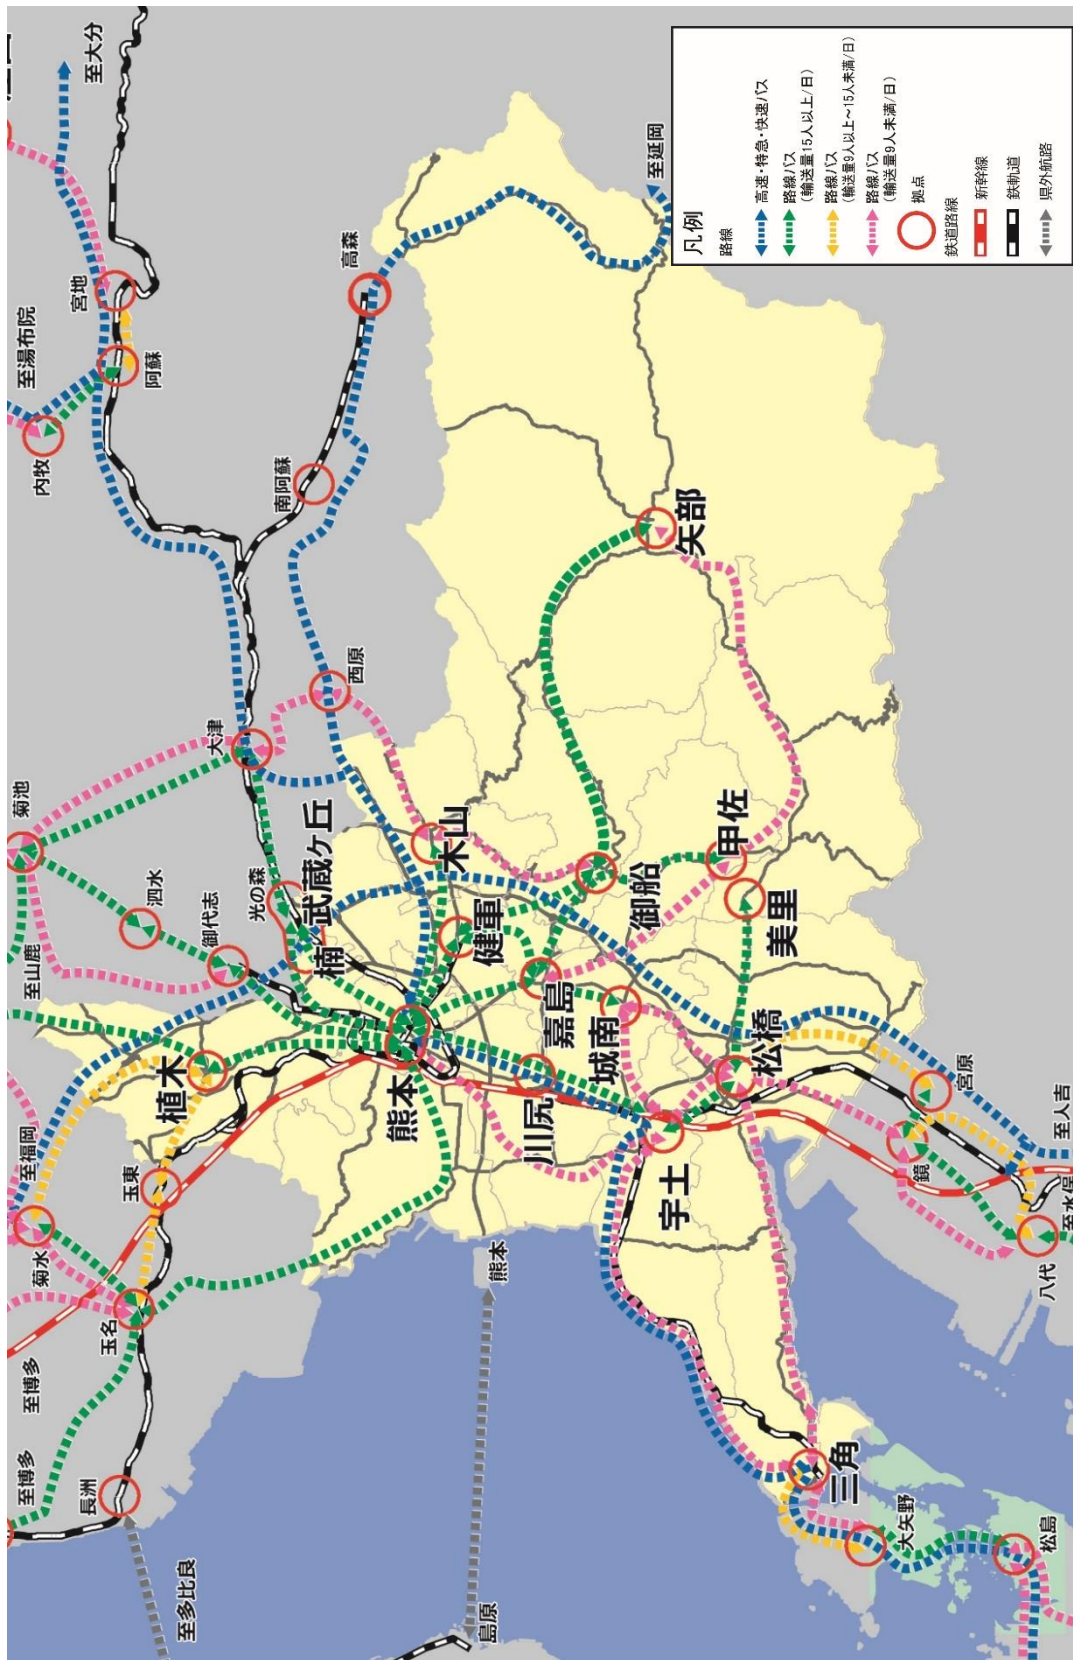 至博多
至博多
菊水
至福岡
至山鹿
菊池
内牧
至湯布院
長洲
玉名
玉東
植木
泗水
御代志
大津
阿蘇
宮地
至大分
至多比良
光の森
楠
武蔵ヶ丘
西原
南阿蘇
高森
熊本
木山
島原
熊本
健軍
川尻
嘉島
城南
御船
宇土
甲佐
矢部
至延岡
松橋
美里
三角
大矢野
鏡
宮原
松島
八代
至水俣
至人吉
凡例
路線
高速・特急・快速バス
路線バス
(輸送量15人以上/日)
路線バス
(輸送量9人以上～15人未満/日)
路線バス
(輸送量9人未満/日)
拠点
鉄道路線
新幹線
鉄軌道
県外航路